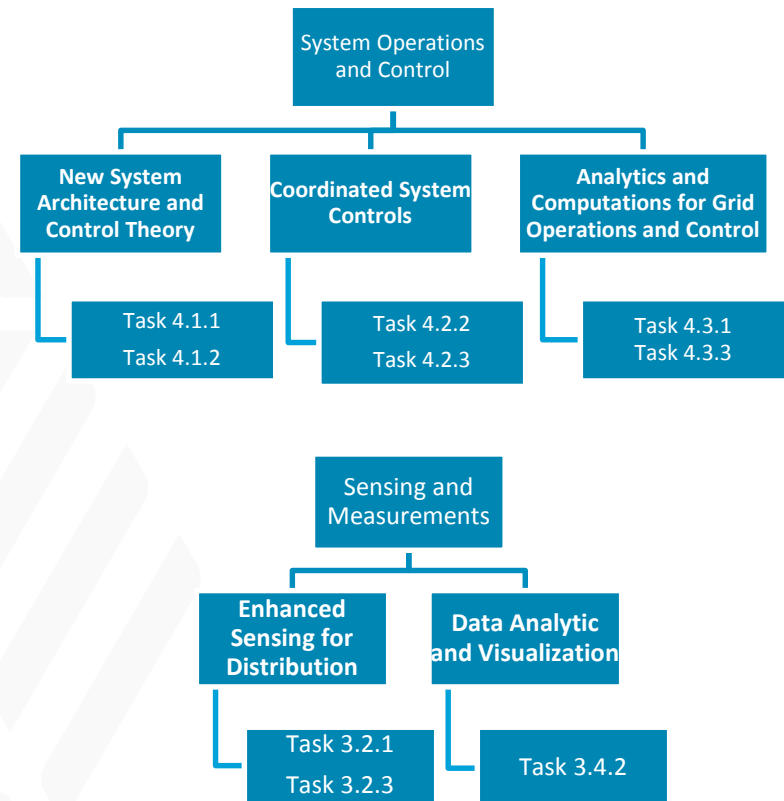 System Operations
and Control
New System
Architecture and
Control Theory
Coordinated System
Controls
Analytics and
Computations for Grid
Operations and Control
Task 4.1.1
Task 4.1.2
Task 4.2.2
Task 4.2.3
Task 4.3.1
Task 4.3.3
Sensing and
Measurements
Enhanced
Sensing for
Distribution
Data Analytic
and Visualization
Task 3.2.1
Task 3.2.3
Task 3.4.2